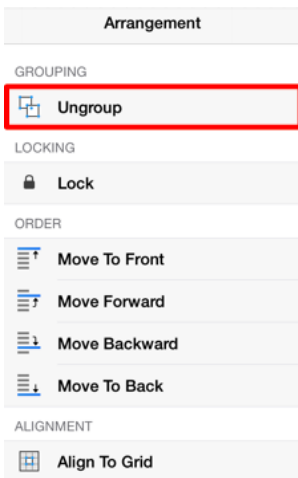 Arrangement
GROUPING
Ungroup
LOCKING
Lock
ORDER
Move To Front
Move Forward
Move Backward
Move To Back
ALIGNMENT
Align To Grid